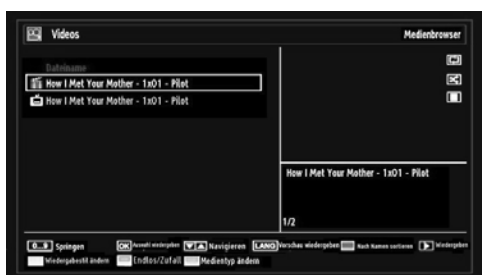 Videos
Medienbrowser
Dateiname
How I Met Your Mother - 1x01 - Pilot
How I Met Your Mother - 1x01 - Pilot
How I Met Your Mother - 1x01 - Pilot
1/2
0...9 Springen OK Auswahl wiedergeben Navigieren LANG Vorschau wiedergeben Nach Namen sortieren Wiedergeben
Wiedergabestil ändern Endlos/Zufall Medientyp ändern